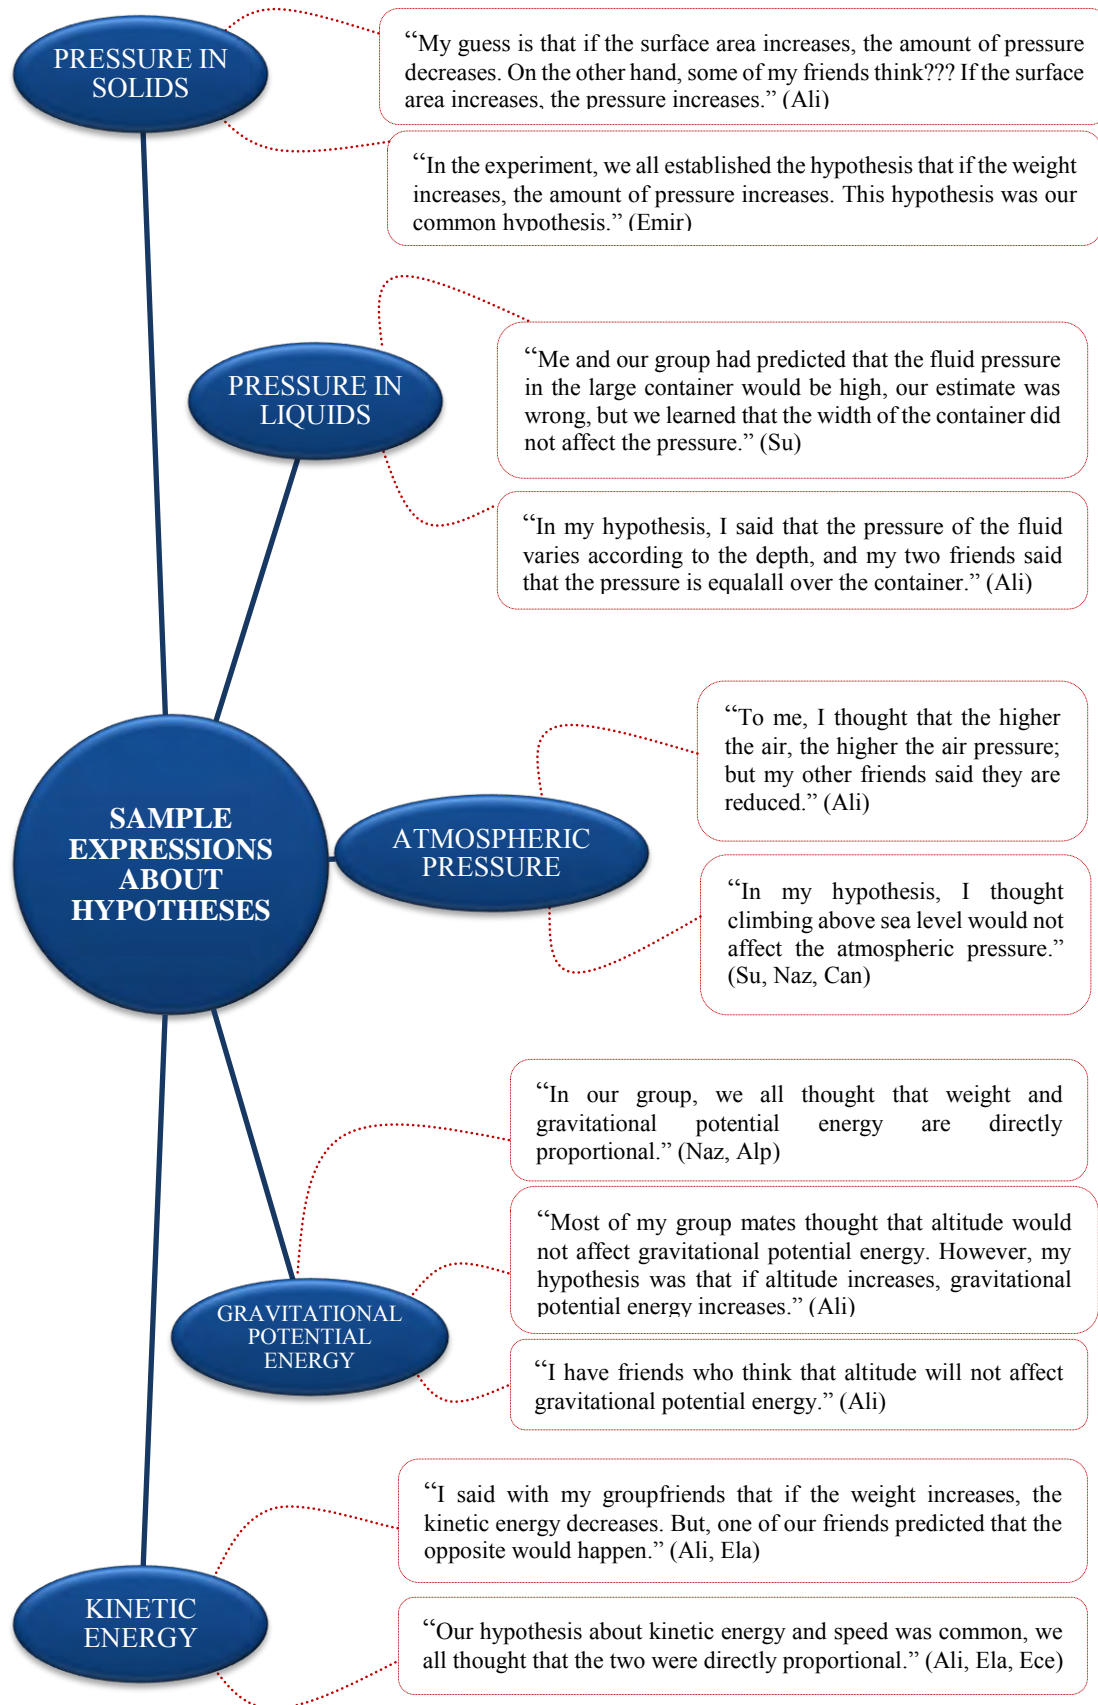 PRESSURE IN
SOLIDS
“My guess is that if the surface area increases, the amount of pressure
decreases. On the other hand, some of my friends think??? If the surface
area increases, the pressure increases.” (Ali)
“In the experiment, we all established the hypothesis that if the weight
increases, the amount of pressure increases. This hypothesis was our
common hypothesis.” (Emir)
PRESSURE IN
LIQUIDS
“Me and our group had predicted that the fluid pressure
in the large container would be high, our estimate was
wrong, but we learned that the width of the container did
not affect the pressure.” (Su)
“In my hypothesis, I said that the pressure of the fluid
varies according to the depth, and my two friends said
that the pressure is equalall over the container.” (Ali)
SAMPLE
EXPRESSIONS
ABOUT
HYPOTHESES
ATMOSPHERIC
PRESSURE
“To me, I thought that the higher
the air, the higher the air pressure;
but my other friends said they are
reduced.” (Ali)
“In my hypothesis, I thought
climbing above sea level would not
affect the atmospheric pressure.”
(Su, Naz, Can)
GRAVITATIONAL
POTENTIAL
ENERGY
“In our group, we all thought that weight and
gravitational potential energy are directly
proportional.” (Naz, Alp)
“Most of my group mates thought that altitude would
not affect gravitational potential energy. However, my
hypothesis was that if altitude increases, gravitational
potential energy increases.” (Ali)
“I have friends who think that altitude will not affect
gravitational potential energy.” (Ali)
KINETIC
ENERGY
“I said with my groupfriends that if the weight increases, the
kinetic energy decreases. But, one of our friends predicted that the
opposite would happen.” (Ali, Ela)
“Our hypothesis about kinetic energy and speed was common, we
all thought that the two were directly proportional.” (Ali, Ela, Ece)